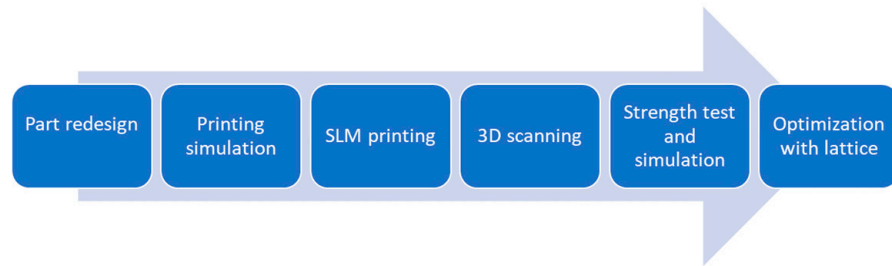 Part redesign
Printing
simulation
SLM printing
3D scanning
Strength test
and
simulation
Optimization
with lattice